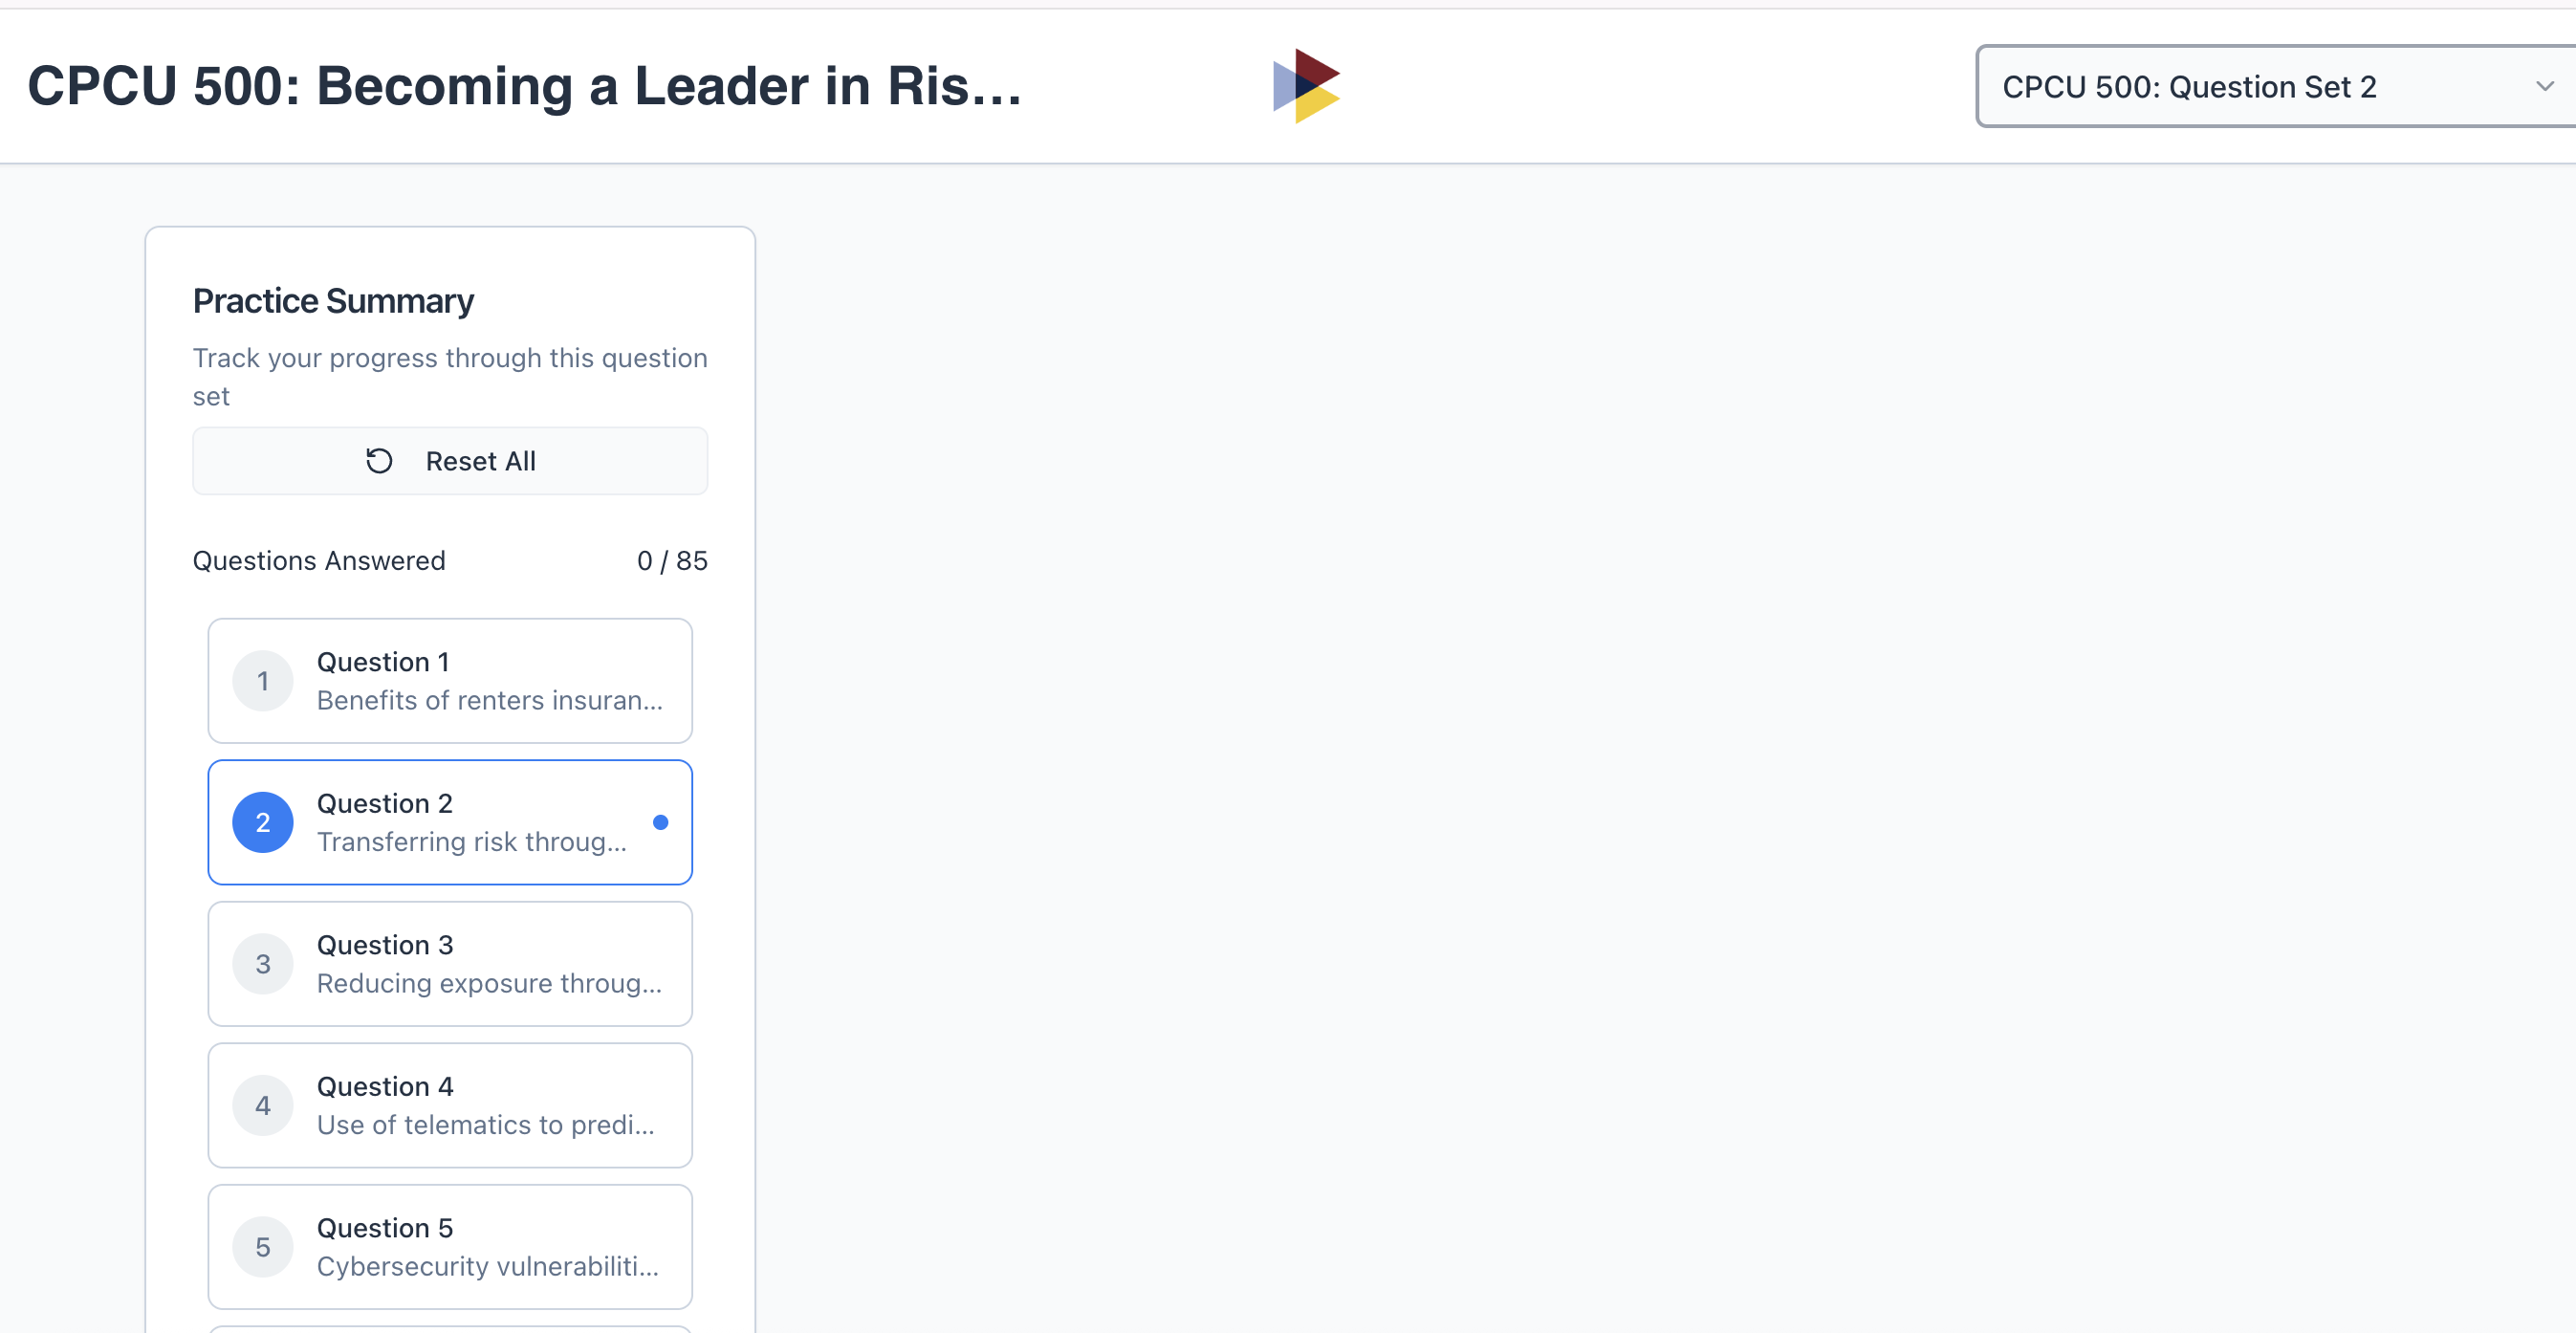 CPCU 500: Becoming a Leader in Ris...
CPCU 500: Question Set 2
Practice Summary
Track your progress through this question
set
Reset All
Questions Answered
0 / 85
1
Question 1
Benefits of renters insuran...
2
Question 2
Transferring risk throug...
3
Question 3
Reducing exposure throug...
4
Question 4
Use of telematics to predi...
5
Question 5
Cybersecurity vulnerabiliti...